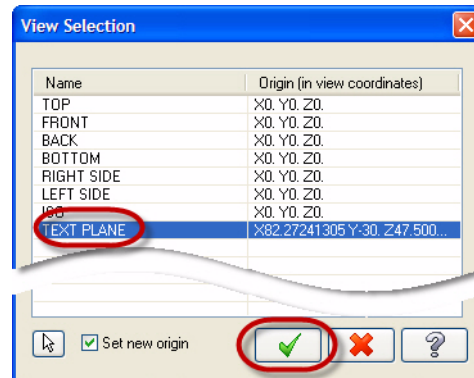 View Selection
Name Origin (in view coordinates)
TOP X0. Y0. Z0.
FRONT X0. Y0. Z0.
BACK X0. Y0. Z0.
BOTTOM X0. Y0. Z0.
RIGHT SIDE X0. Y0. Z0.
LEFT SIDE X0. Y0. Z0.
ISO X0. Y0. Z0.
TEXT PLANE X82.27241305 Y-30. Z47.500...
Set new origin